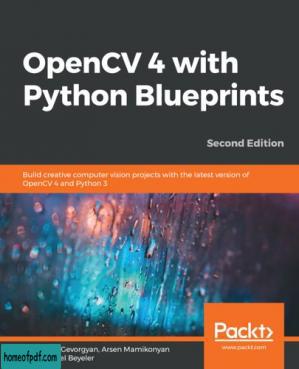 OpenCV 4 with
Python Blueprints
Second Edition
Build creative computer vision projects with the latest version of
OpenCV 4 and Python 3
Gevorgyan, Arsen Mamikonyan
el Beyeler
Packt>
www.packt.com
homeofpdf.com